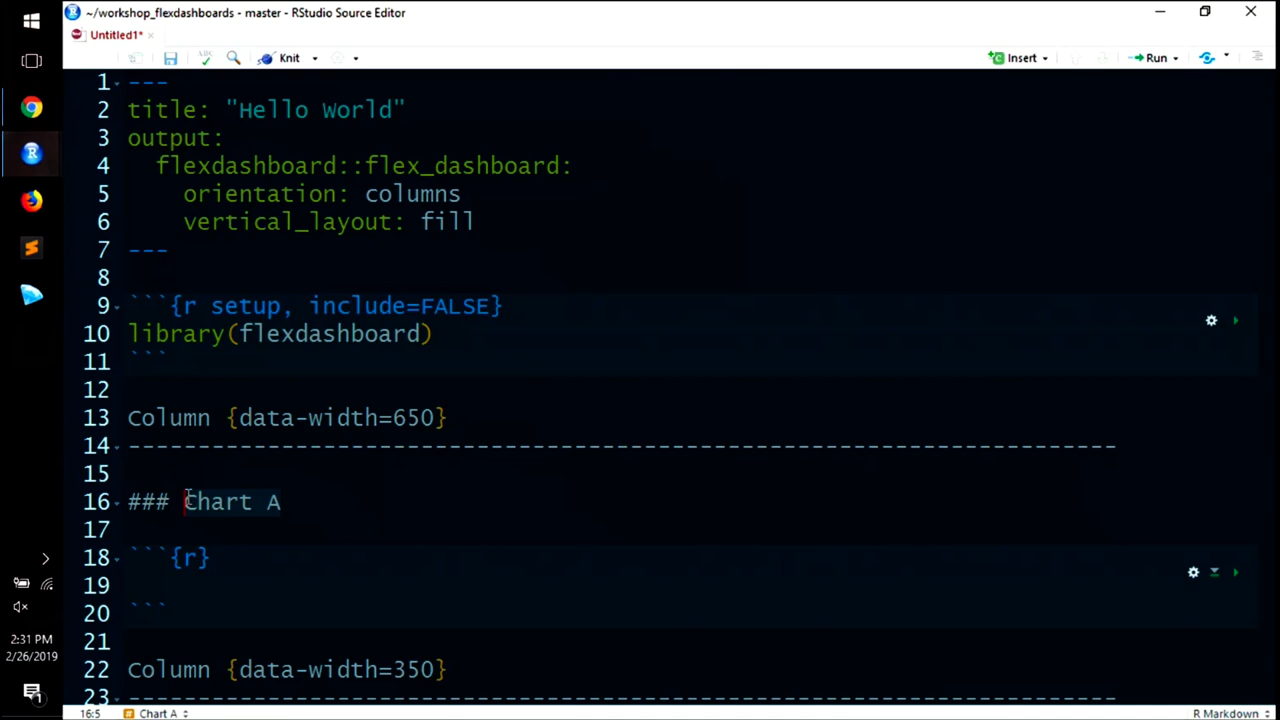 ~/workshop_flexdashboards - master - RStudio Source Editor
Untitled1*
ABC Knit Insert Run
1 ---
2 title: "Hello World"
3 output:
4 flexdashboard::flex_dashboard:
5 orientation: columns
6 vertical_layout: fill
7 ---
8
9 ```{r setup, include=FALSE}
10 library(flexdashboard)
11 ```
12
13 Column {data-width=650}
14 -----------------------------------------------------------------------
15
16 ### Chart A
17
18 ```{r}
19
20 ```
21
22 Column {data-width=350}
23 -----------------------------------------------------------------------
2:31 PM
2/26/2019
16:5 # Chart A R Markdown